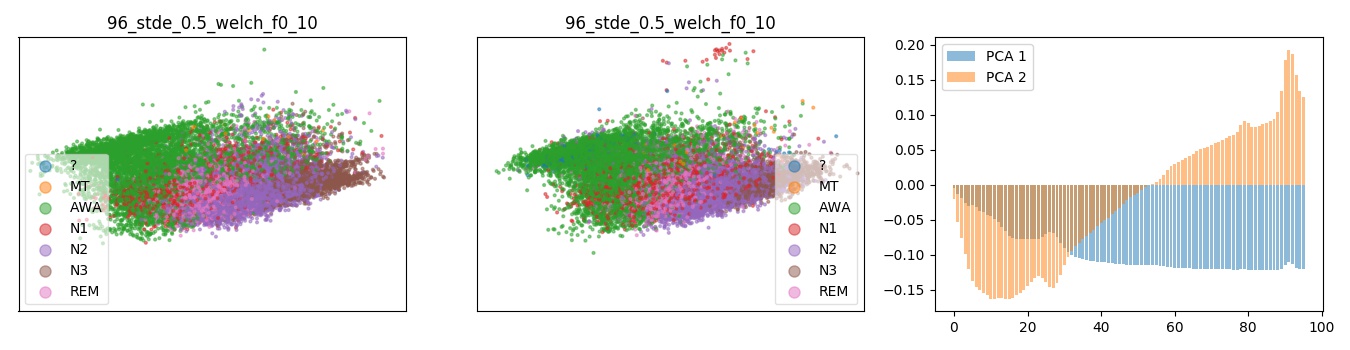 96_stde_0.5_welch_f0_10
?
MT
AWA
N1
N2
N3
REM
96_stde_0.5_welch_f0_10
?
MT
AWA
N1
N2
N3
REM
PCA 1
PCA 2
0.20
0.15
0.10
0.05
0.00
−0.05
−0.10
−0.15
0 20 40 60 80 100